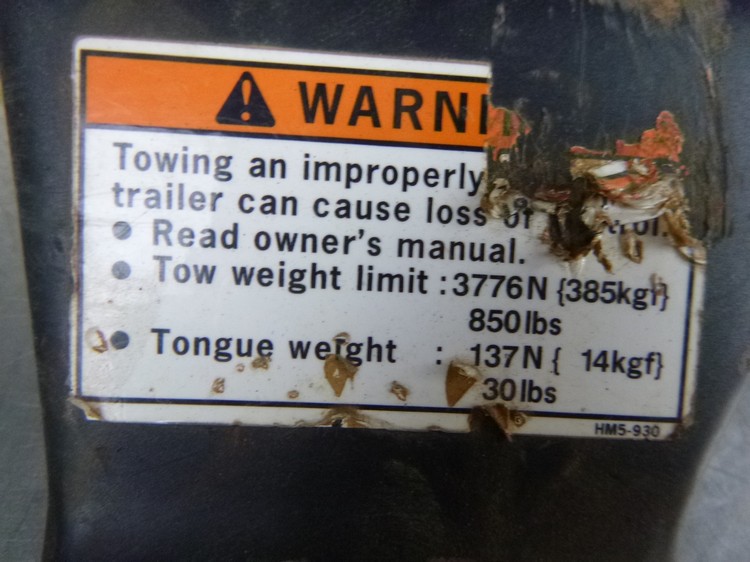 WARNI
Towing an improperly
trailer can cause loss of
• Read owner's manual.
• Tow weight limit : 3776N {385kgf}
850 lbs
• Tongue weight : 137N { 14kgf}
30 lbs
HM5-930